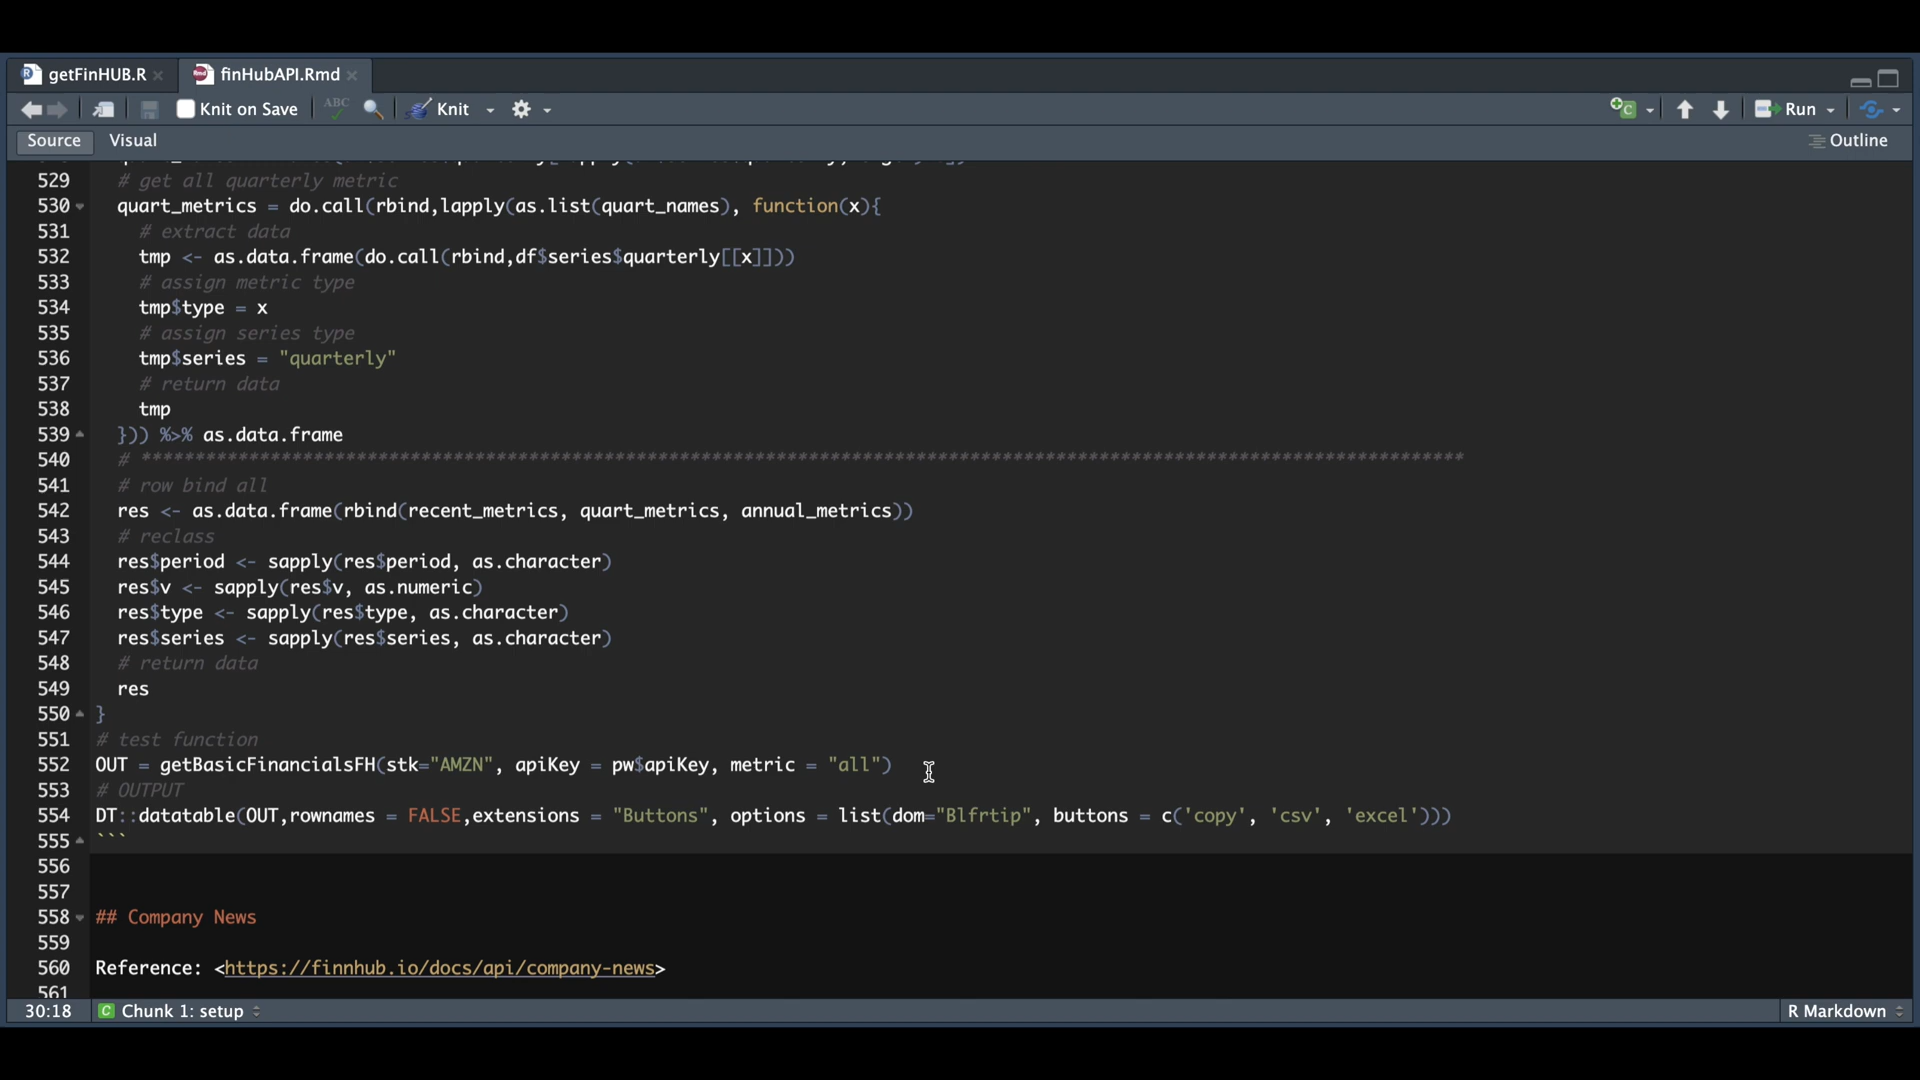 getFinHUB.R
finHubAPI.Rmd
Knit on Save
ABC
Knit
Run
Source
Visual
Outline
529 # get all quarterly metric
530 quart_metrics = do.call(rbind,lapply(as.list(quart_names), function(x){
531 # extract data
532 tmp <- as.data.frame(do.call(rbind,df$series$quarterly[[x]]))
533 # assign metric type
534 tmp$type = x
535 # assign series type
536 tmp$series = "quarterly"
537 # return data
538 tmp
539 })) %>% as.data.frame
540 # ***************************************************************************************************************************
541 # row bind all
542 res <- as.data.frame(rbind(recent_metrics, quart_metrics, annual_metrics))
543 # reclass
544 res$period <- sapply(res$period, as.character)
545 res$v <- sapply(res$v, as.numeric)
546 res$type <- sapply(res$type, as.character)
547 res$series <- sapply(res$series, as.character)
548 # return data
549 res
550 }
551 # test function
552 OUT = getBasicFinancialsFH(stk="AMZN", apiKey = pw$apiKey, metric = "all")
553 # OUTPUT
554 DT::datatable(OUT,rownames = FALSE,extensions = "Buttons", options = list(dom="Blfrtip", buttons = c('copy', 'csv', 'excel')))
555 ```
556
557
558 ## Company News
559
560 Reference: <https://finnhub.io/docs/api/company-news>
561
30:18
C Chunk 1: setup
R Markdown